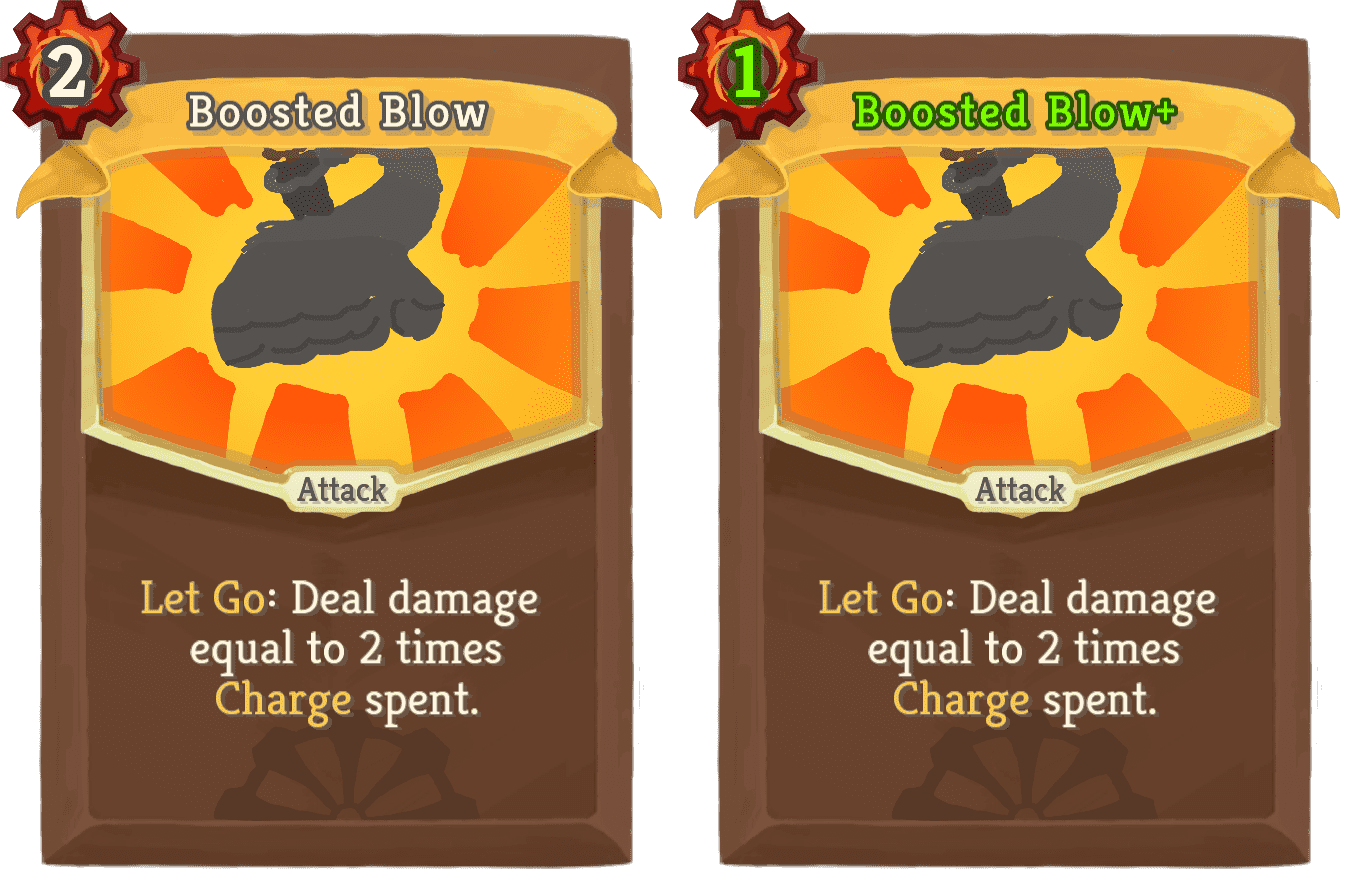 2
Boosted Blow
Attack
Let Go: Deal damage
equal to 2 times
Charge spent.
1
Boosted Blow+
Attack
Let Go: Deal damage
equal to 2 times
Charge spent.